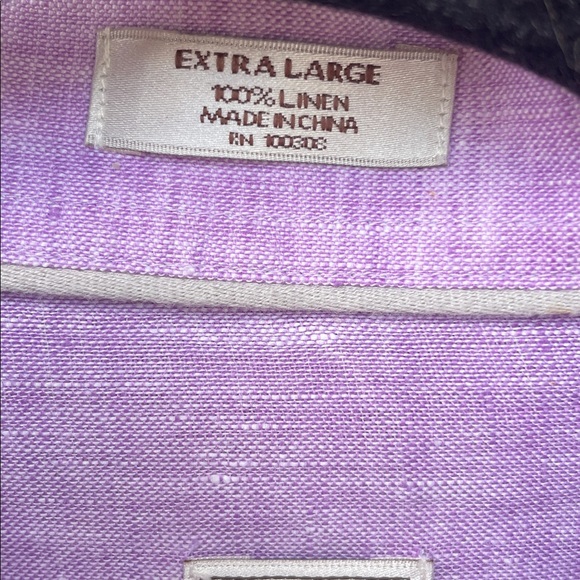 EXTRA LARGE
100% LINEN
MADE IN CHINA
RN 100308